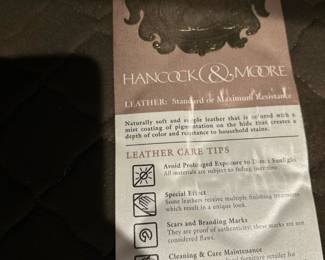 HANCOCK & MOORE
LEATHER: Standard or Maximum Resistance
Naturally soft and supple leather that is treated with a
mist coating of pigmentation on the hide that creates a
depth of color and resistance to household stains.
LEATHER CARE TIPS
Avoid Prolonged Exposure to Direct Sunlight
All materials are subject to fading over time
Special Effect
Some leathers receive multiple finishing treatments
which result in a unique look.
Scars and Branding Marks
They are proof of authenticity; these marks are not
considered flaws.
Cleaning & Care Maintenance
furniture retailer for